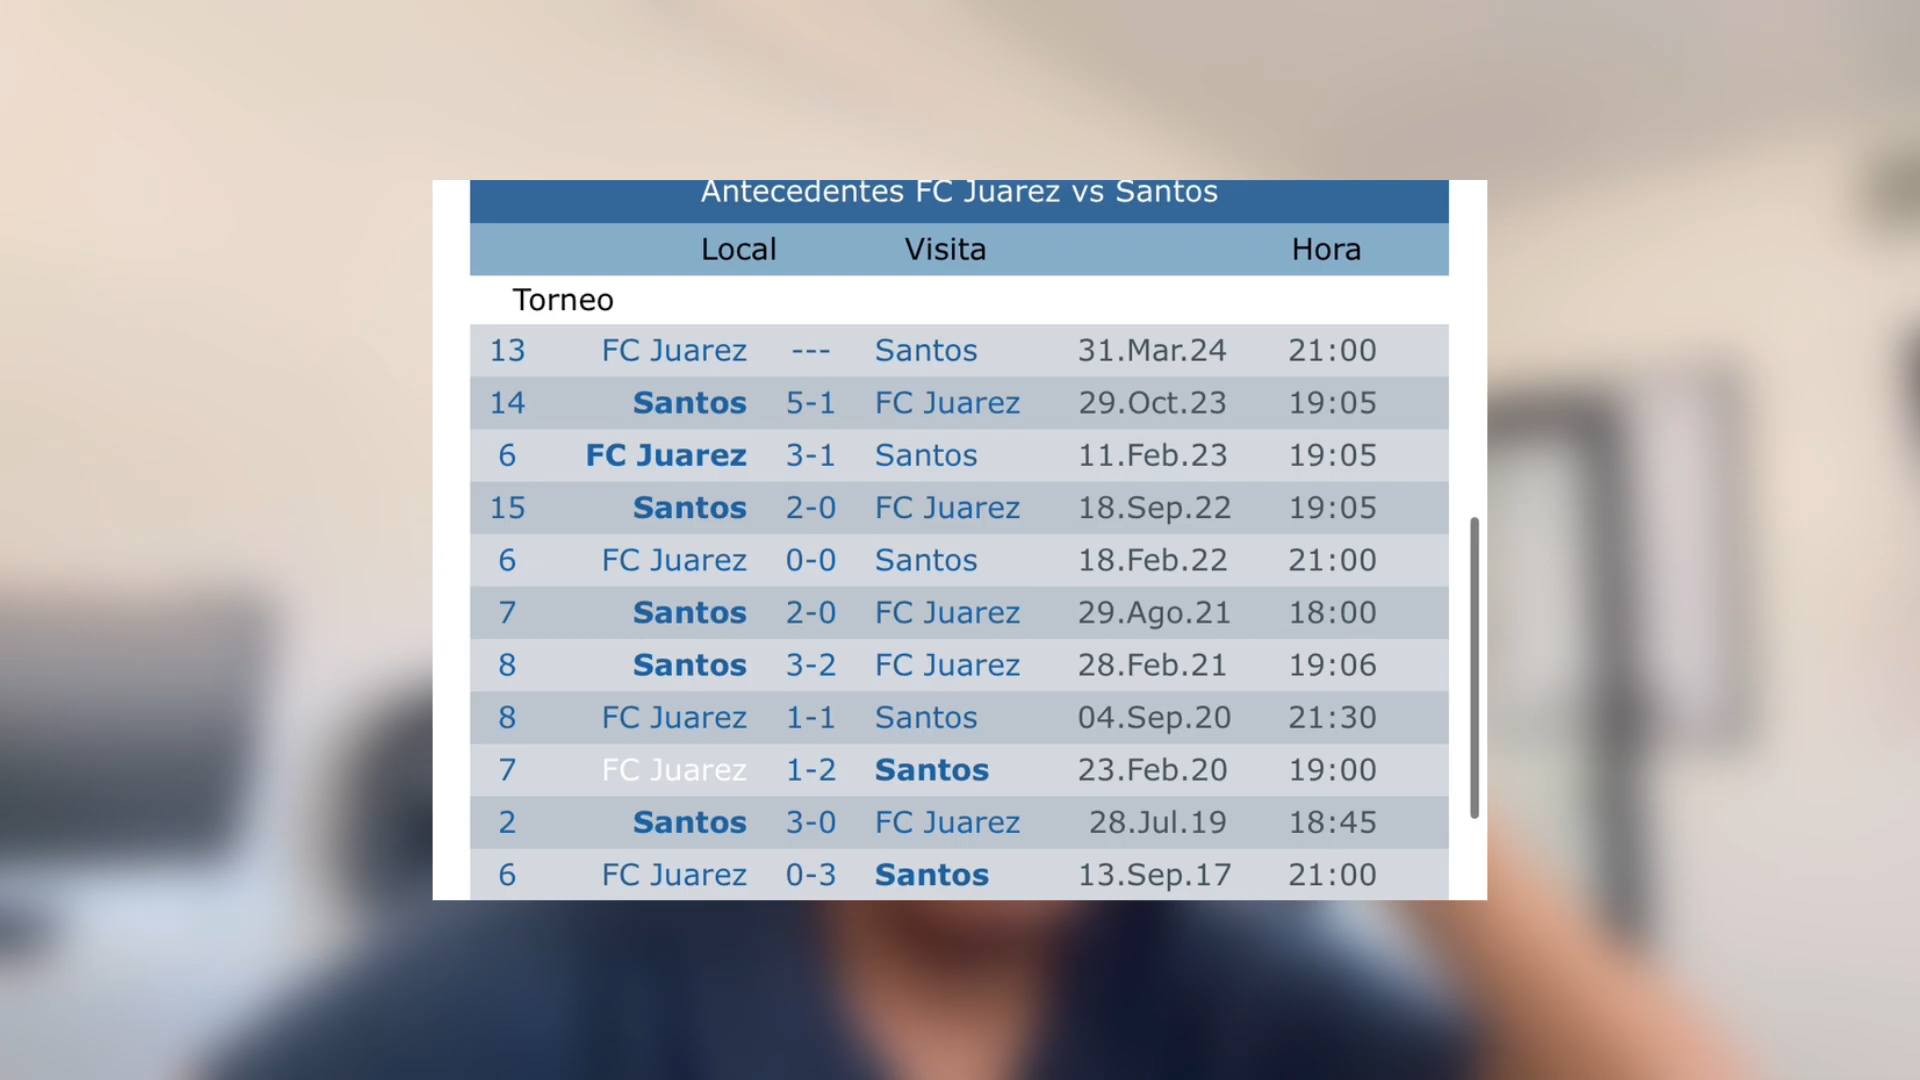 Antecedentes FC Juarez vs Santos
Local Visita Hora
Torneo
13 FC Juarez --- Santos 31.Mar.24 21:00
14 Santos 5-1 FC Juarez 29.Oct.23 19:05
6 FC Juarez 3-1 Santos 11.Feb.23 19:05
15 Santos 2-0 FC Juarez 18.Sep.22 19:05
6 FC Juarez 0-0 Santos 18.Feb.22 21:00
7 Santos 2-0 FC Juarez 29.Ago.21 18:00
8 Santos 3-2 FC Juarez 28.Feb.21 19:06
8 FC Juarez 1-1 Santos 04.Sep.20 21:30
7 FC Juarez 1-2 Santos 23.Feb.20 19:00
2 Santos 3-0 FC Juarez 28.Jul.19 18:45
6 FC Juarez 0-3 Santos 13.Sep.17 21:00